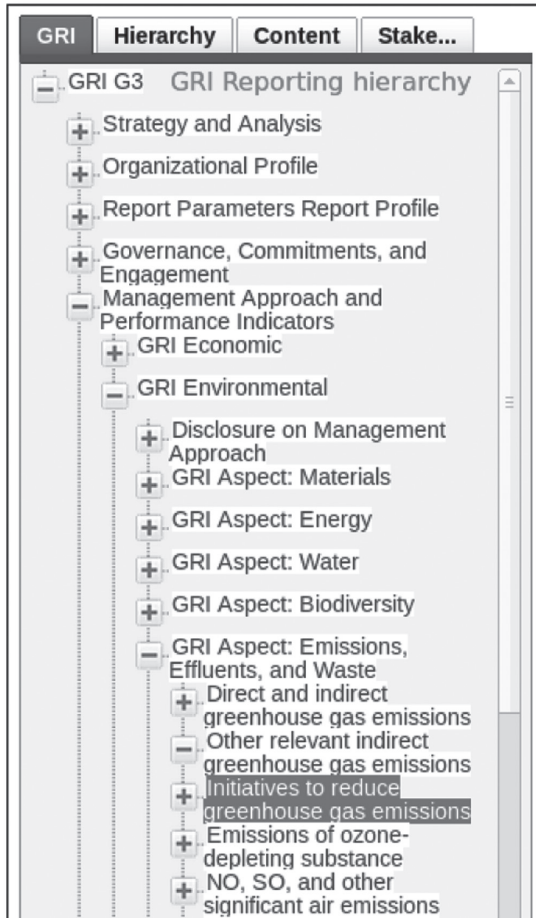 GRI Hierarchy Content Stake...
GRI G3 GRI Reporting hierarchy
Strategy and Analysis
Organizational Profile
Report Parameters Report Profile
Governance, Commitments, and
Engagement
Management Approach and
Performance Indicators
GRI Economic
GRI Environmental
Disclosure on Management
Approach
GRI Aspect: Materials
GRI Aspect: Energy
GRI Aspect: Water
GRI Aspect: Biodiversity
GRI Aspect: Emissions,
Effluents, and Waste
Direct and indirect
greenhouse gas emissions
Other relevant indirect
greenhouse gas emissions
Initiatives to reduce
greenhouse gas emissions
Emissions of ozone-
depleting substance
NO, SO, and other
significant air emissions